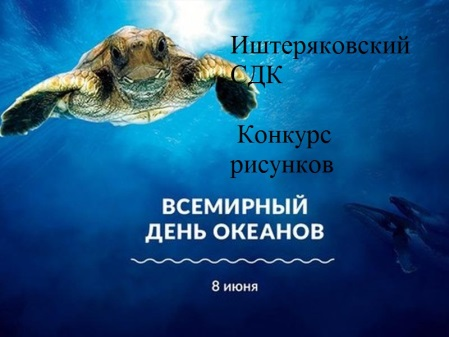 Иштеряковский
СДК
Конкурс
рисунков
ВСЕМИРНЫЙ
ДЕНЬ ОКЕАНОВ
8 июня